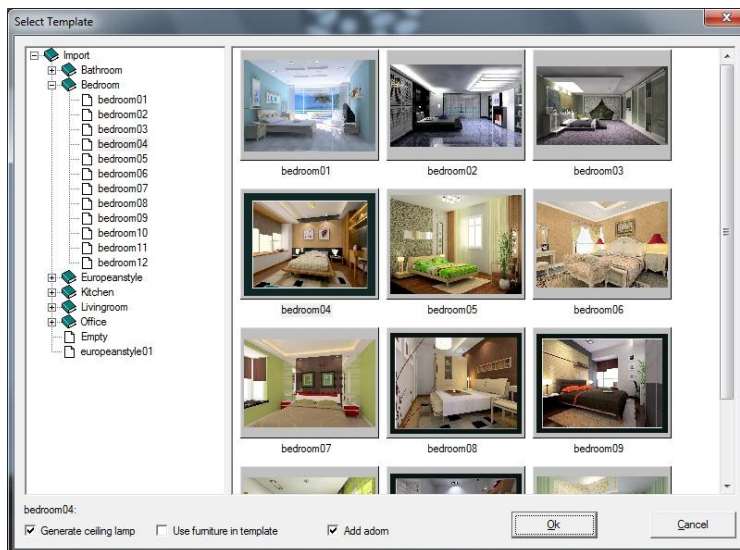 Select Template
Import
Bathroom
Bedroom
bedroom01
bedroom02
bedroom03
bedroom04
bedroom05
bedroom06
bedroom07
bedroom08
bedroom09
bedroom10
bedroom11
bedroom12
Europeanstyle
Kitchen
Livingroom
Office
Empty
europeanstyle01
bedroom01 bedroom02 bedroom03
bedroom04 bedroom05 bedroom06
bedroom07 bedroom08 bedroom09
bedroom04:
Generate ceiling lamp Use furniture in template Add adorn Ok Cancel